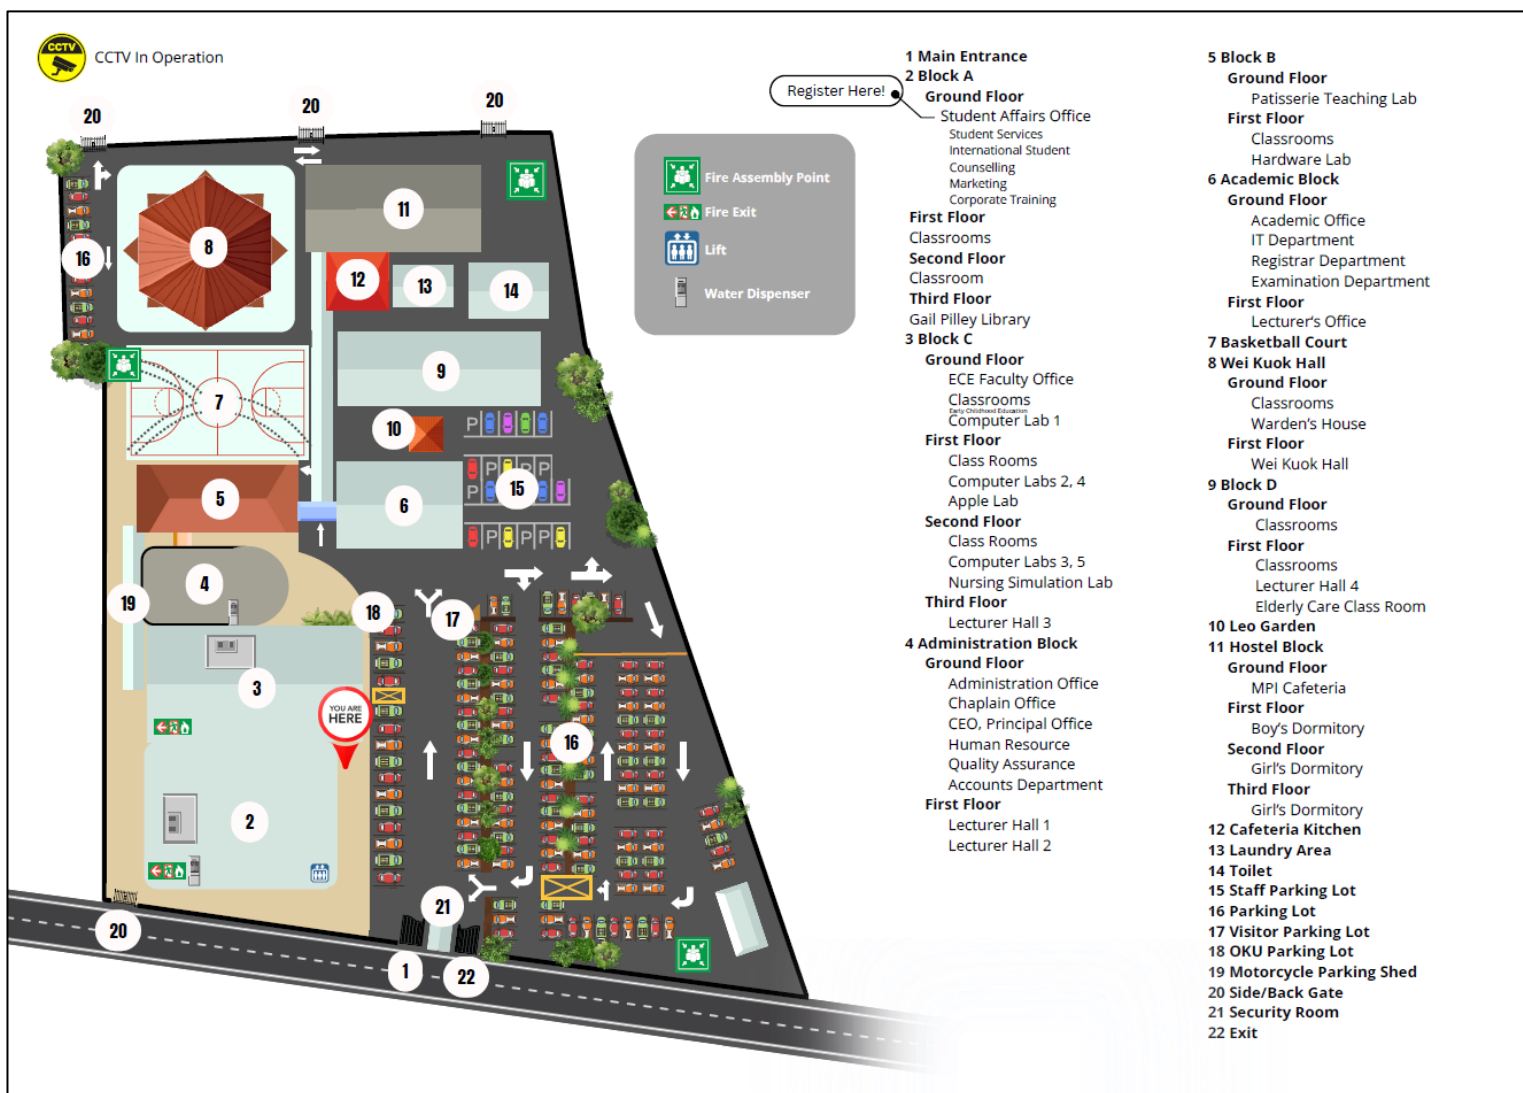 CCTV
CCTV In Operation
20
20
20
11
8
16
12
13
14
9
7
10
P
15
P P P
P
5
6
P P
4
19
18
17
3
YOU ARE
HERE
16
2
21
20
1
22
Fire Assembly Point
Fire Exit
Lift
Water Dispenser
Register Here!
1 Main Entrance
2 Block A
Ground Floor
Student Affairs Office
Student Services
International Student
Counselling
Marketing
Corporate Training
First Floor
Classrooms
Second Floor
Classroom
Third Floor
Gail Pilley Library
3 Block C
Ground Floor
ECE Faculty Office
Classrooms
Early Childhood Education
Computer Lab 1
First Floor
Class Rooms
Computer Labs 2, 4
Apple Lab
Second Floor
Class Rooms
Computer Labs 3, 5
Nursing Simulation Lab
Third Floor
Lecturer Hall 3
4 Administration Block
Ground Floor
Administration Office
Chaplain Office
CEO, Principal Office
Human Resource
Quality Assurance
Accounts Department
First Floor
Lecturer Hall 1
Lecturer Hall 2
5 Block B
Ground Floor
Patisserie Teaching Lab
First Floor
Classrooms
Hardware Lab
6 Academic Block
Ground Floor
Academic Office
IT Department
Registrar Department
Examination Department
First Floor
Lecturer's Office
7 Basketball Court
8 Wei Kuok Hall
Ground Floor
Classrooms
Warden's House
First Floor
Wei Kuok Hall
9 Block D
Ground Floor
Classrooms
First Floor
Classrooms
Lecturer Hall 4
Elderly Care Class Room
10 Leo Garden
11 Hostel Block
Ground Floor
MPI Cafeteria
First Floor
Boy's Dormitory
Second Floor
Girl's Dormitory
Third Floor
Girl's Dormitory
12 Cafeteria Kitchen
13 Laundry Area
14 Toilet
15 Staff Parking Lot
16 Parking Lot
17 Visitor Parking Lot
18 OKU Parking Lot
19 Motorcycle Parking Shed
20 Side/Back Gate
21 Security Room
22 Exit